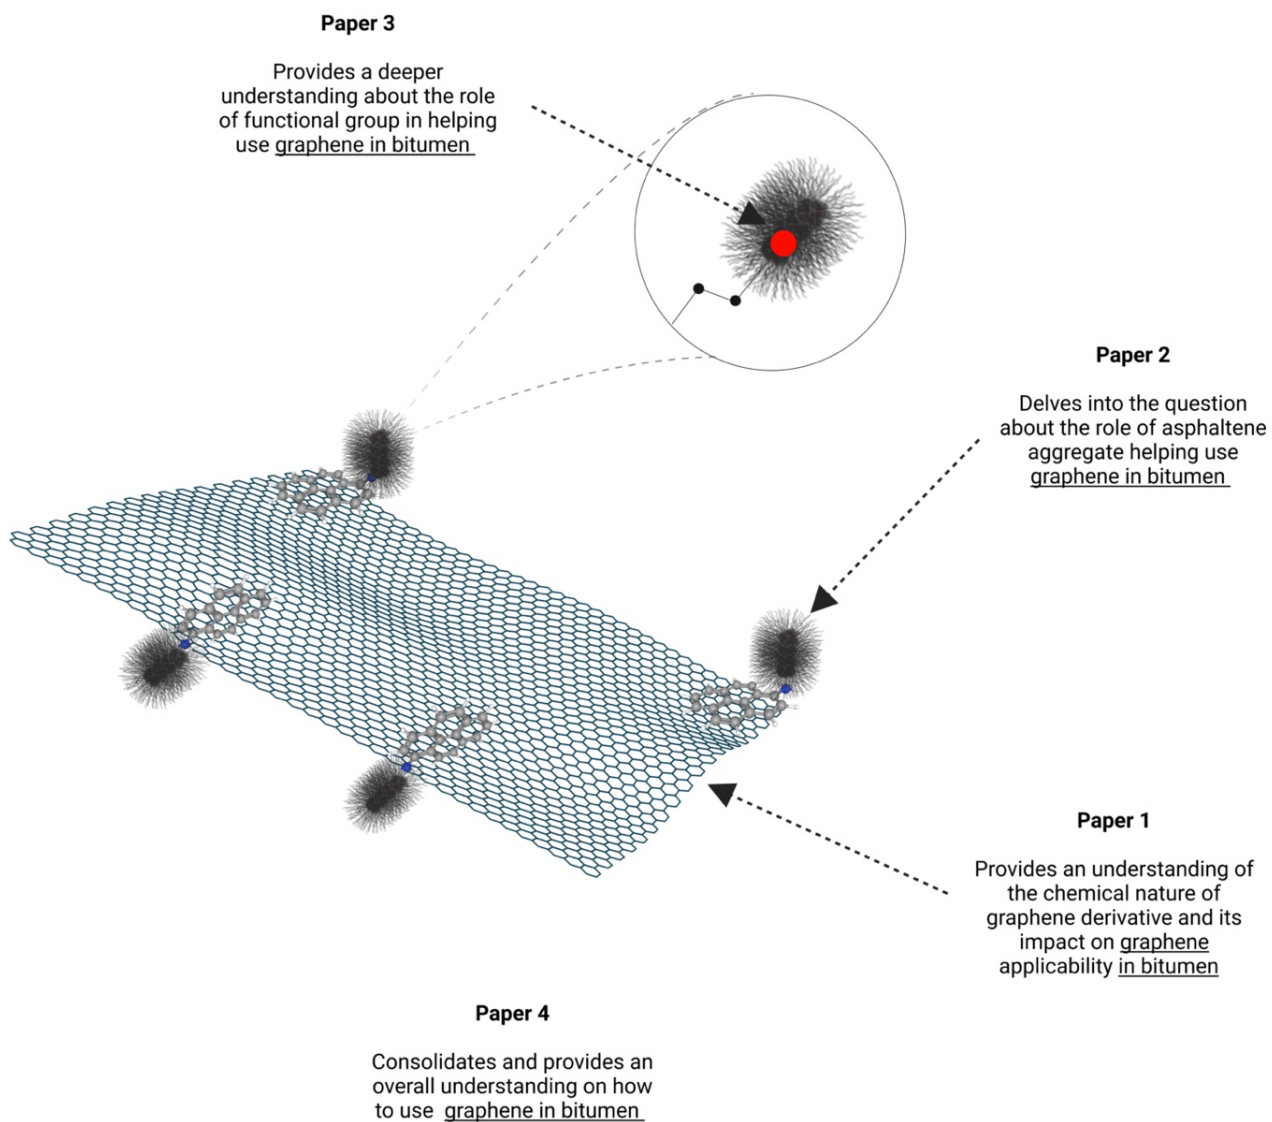 Paper 3
Provides a deeper
understanding about the role
of functional group in helping
use graphene in bitumen
Paper 2
Delves into the question
about the role of asphaltene
aggregate helping use
graphene in bitumen
Paper 1
Provides an understanding of
the chemical nature of
graphene derivative and its
impact on graphene
applicability in bitumen
Paper 4
Consolidates and provides an
overall understanding on how
to use graphene in bitumen